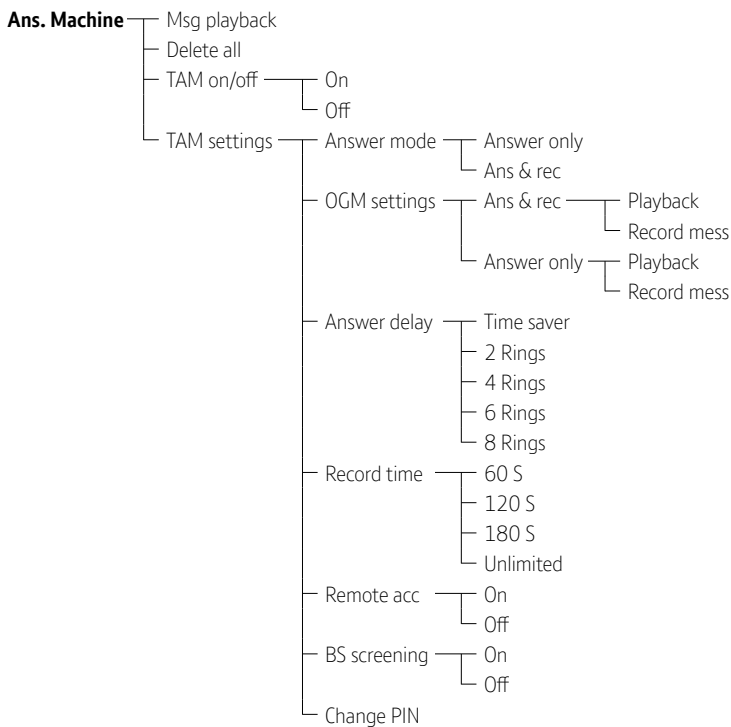 Ans. Machine Msg playback
Delete all
TAM on/off On
Off
TAM settings Answer mode Answer only
Ans & rec
OGM settings Ans & rec Playback
Record mess
Answer only Playback
Record mess
Answer delay Time saver
2 Rings
4 Rings
6 Rings
8 Rings
Record time 60 S
120 S
180 S
Unlimited
Remote acc On
Off
BS screening On
Off
Change PIN